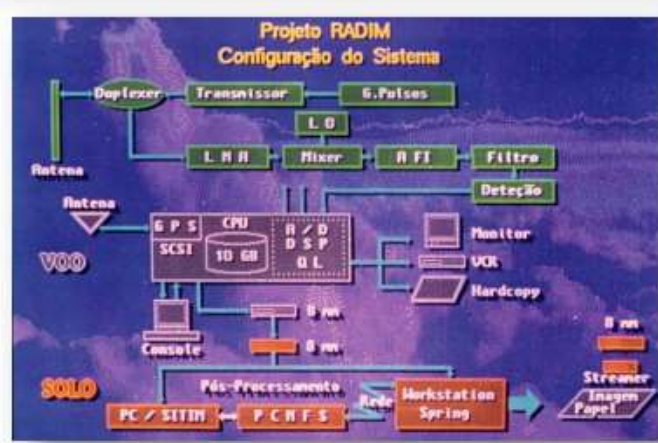 Projeto RADIM
Configuração do Sistema
Duplexer
Transmissor
G.Pulsos
L O
L N A
Mixer
A FI
Filtro
Deteção
Antena
Antena
G P S
CPU
SCSI
10 GB
A / D
D S P
Q L
Monitor
VCR
Hardcopy
VOO
Console
8 mm
8 mm
8 mm
Streamer
SOLO
Pós-Processamento
Rede
PC / SITIM
P C N F S
Workstation
Spring
Imagem
Papel